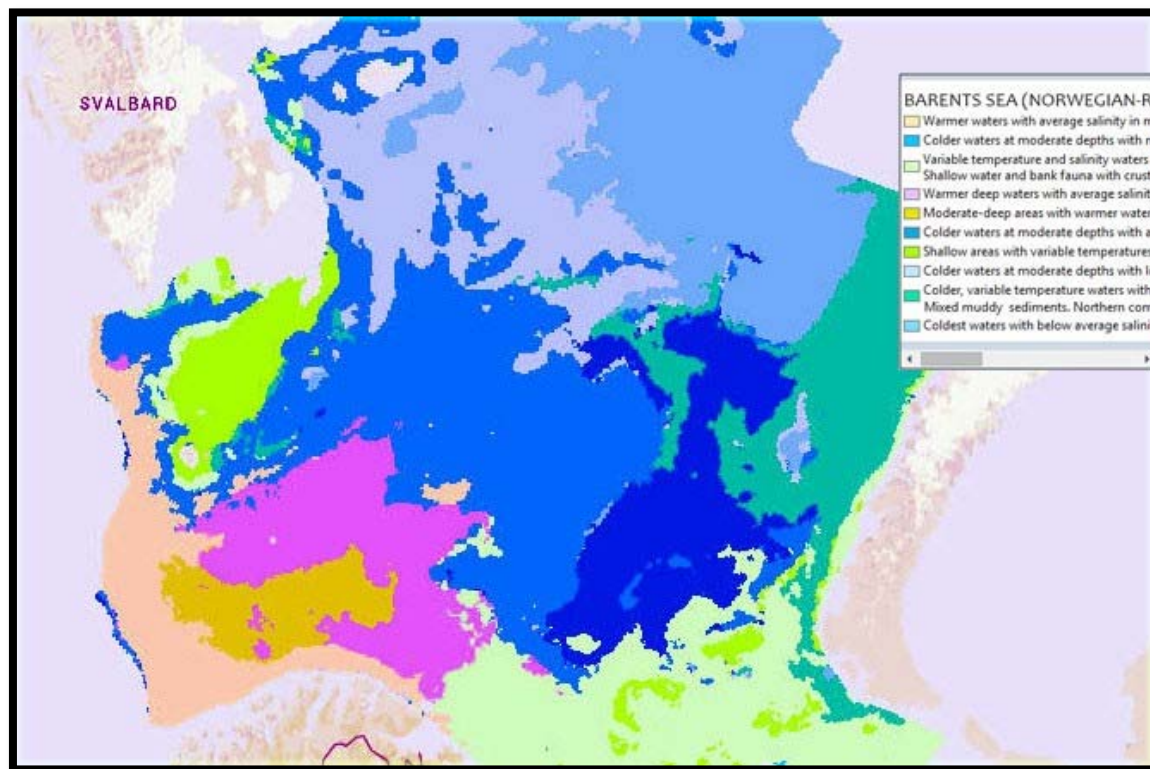 SVALBARD
BARENTS SEA (NORWEGIAN-R
Warmer waters with average salinity in m
Colder waters at moderate depths with
Variable temperature and salinity waters
Shallow water and bank fauna with crust
Warmer deep waters with average salinit
Moderate-deep areas with warmer water
Colder waters at moderate depths with a
Shallow areas with variable temperatures
Colder waters at moderate depths with l
Colder, variable temperature waters with
Mixed muddy sediments. Northern com
Coldest waters with below average salini